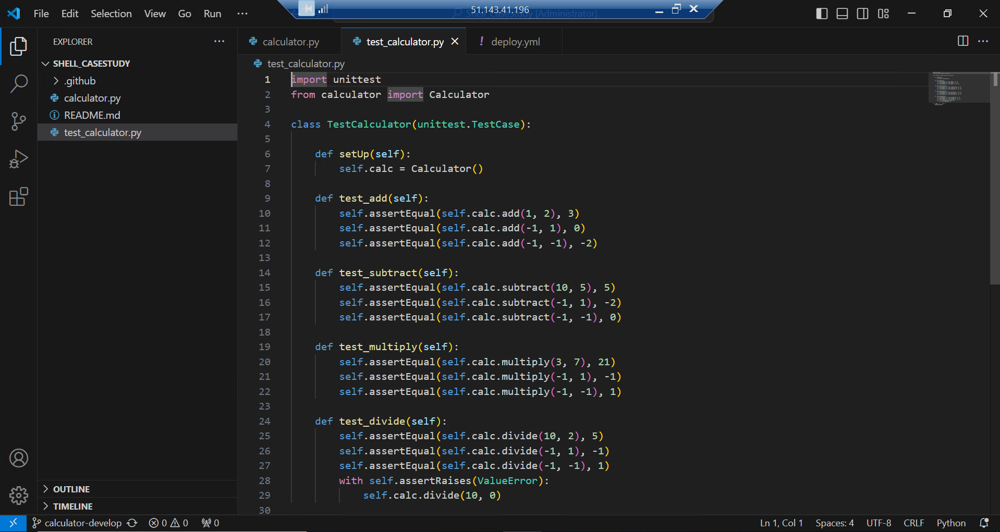 File Edit Selection View Go Run ···
51.143.41.196
Shell_CaseStudy [Administrator]
EXPLORER ···
calculator.py
test_calculator.py
! deploy.yml
SHELL_CASESTUDY
.github
calculator.py
README.md
test_calculator.py
OUTLINE
TIMELINE
test_calculator.py
1 import unittest
2 from calculator import Calculator
3
4 class TestCalculator(unittest.TestCase):
5
6     def setUp(self):
7         self.calc = Calculator()
8
9     def test_add(self):
10         self.assertEqual(self.calc.add(1, 2), 3)
11         self.assertEqual(self.calc.add(-1, 1), 0)
12         self.assertEqual(self.calc.add(-1, -1), -2)
13
14     def test_subtract(self):
15         self.assertEqual(self.calc.subtract(10, 5), 5)
16         self.assertEqual(self.calc.subtract(-1, 1), -2)
17         self.assertEqual(self.calc.subtract(-1, -1), 0)
18
19     def test_multiply(self):
20         self.assertEqual(self.calc.multiply(3, 7), 21)
21         self.assertEqual(self.calc.multiply(-1, 1), -1)
22         self.assertEqual(self.calc.multiply(-1, -1), 1)
23
24     def test_divide(self):
25         self.assertEqual(self.calc.divide(10, 2), 5)
26         self.assertEqual(self.calc.divide(-1, 1), -1)
27         self.assertEqual(self.calc.divide(-1, -1), 1)
28         with self.assertRaises(ValueError):
29             self.calc.divide(10, 0)
30
calculator-develop 0 0 0
Ln 1, Col 1 Spaces: 4 UTF-8 CRLF Python